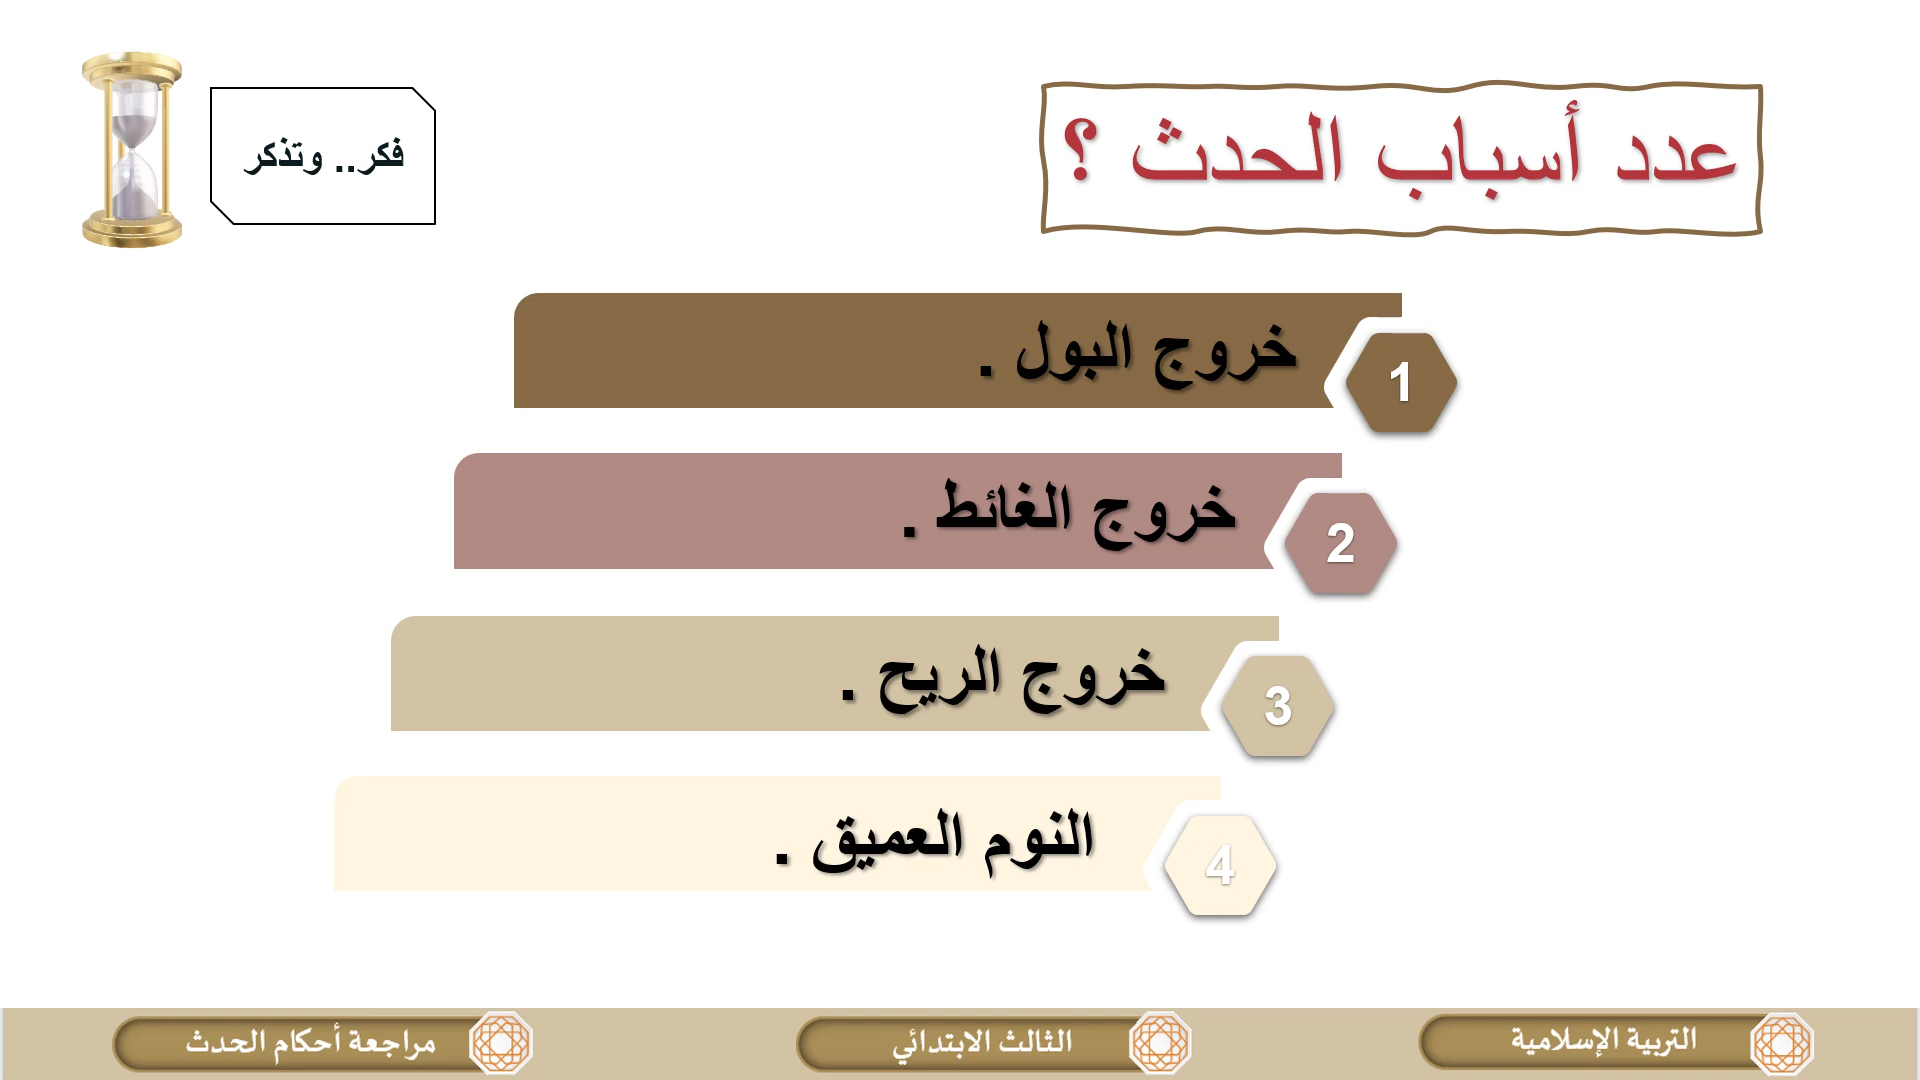 عدد أسباب الحدث ؟
فكر.. وتذكر
1
خروج البول .
2
خروج الغائط .
3
خروج الريح .
4
النوم العميق .
التربية الإسلامية
الثالث الابتدائي
مراجعة أحكام الحدث